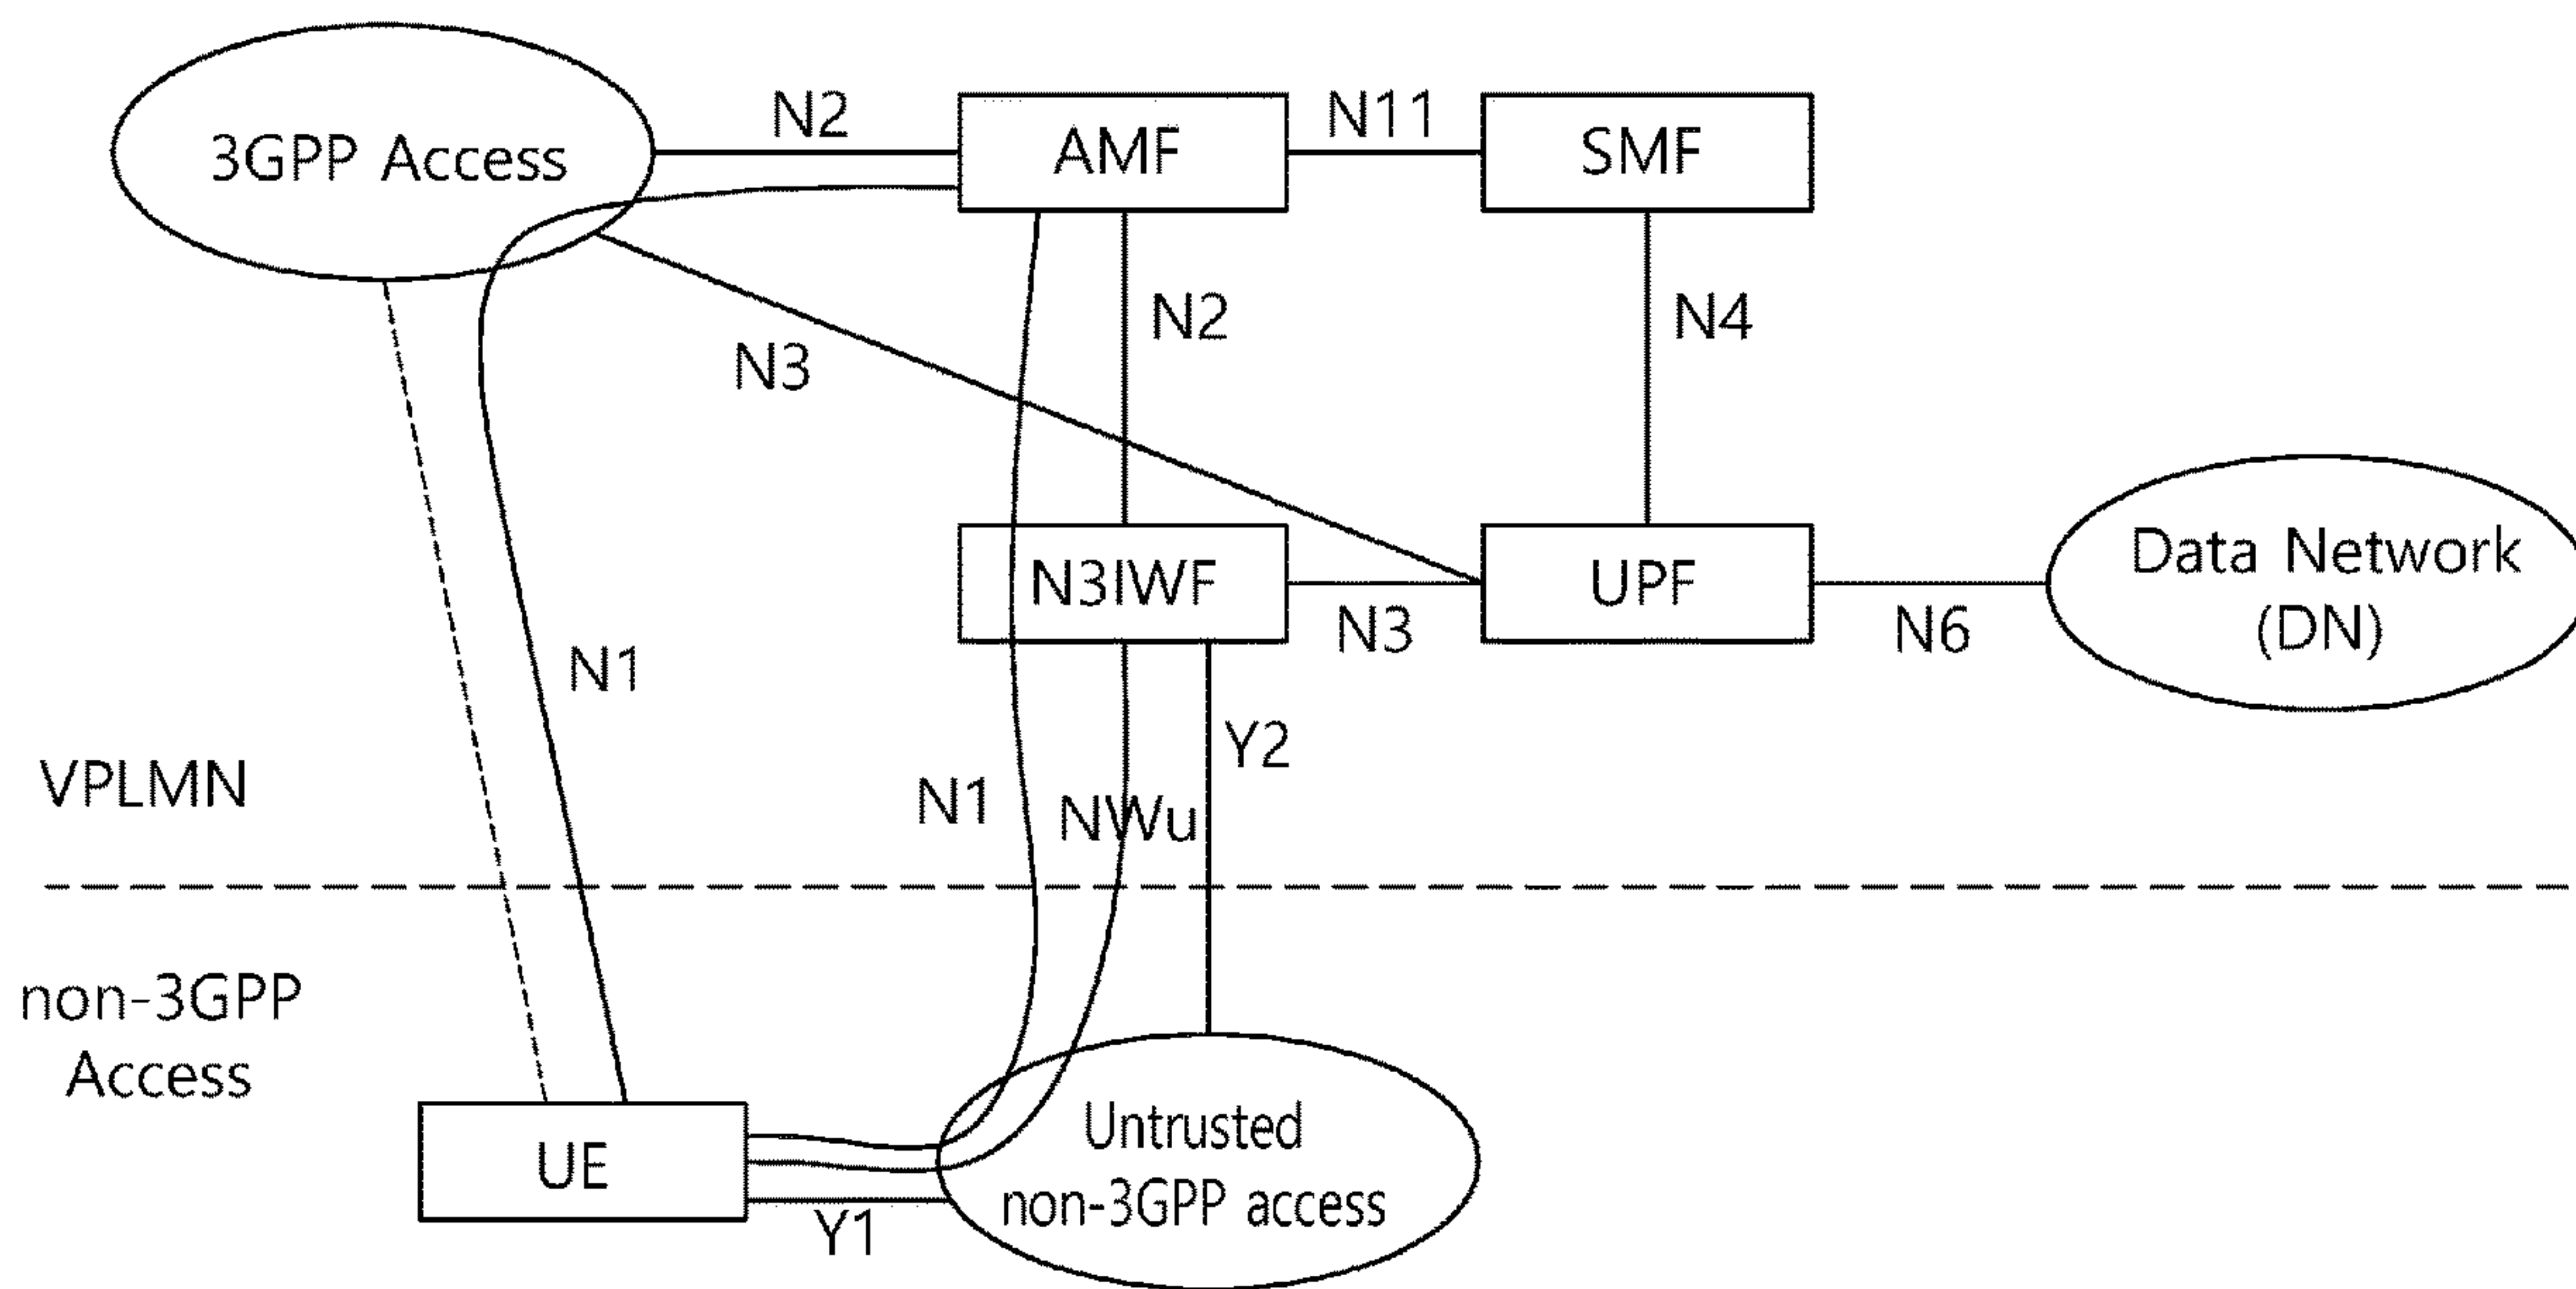 N2
N11
3GPP Access
AMF
SMF
N2
N4
N3
Data Network
(DN)
N3IWF
UPF
N3
N6
N1
Y2
VPLMN
N1
NWu
non-3GPP
Access
Untrusted
non-3GPP access
UE
Y1